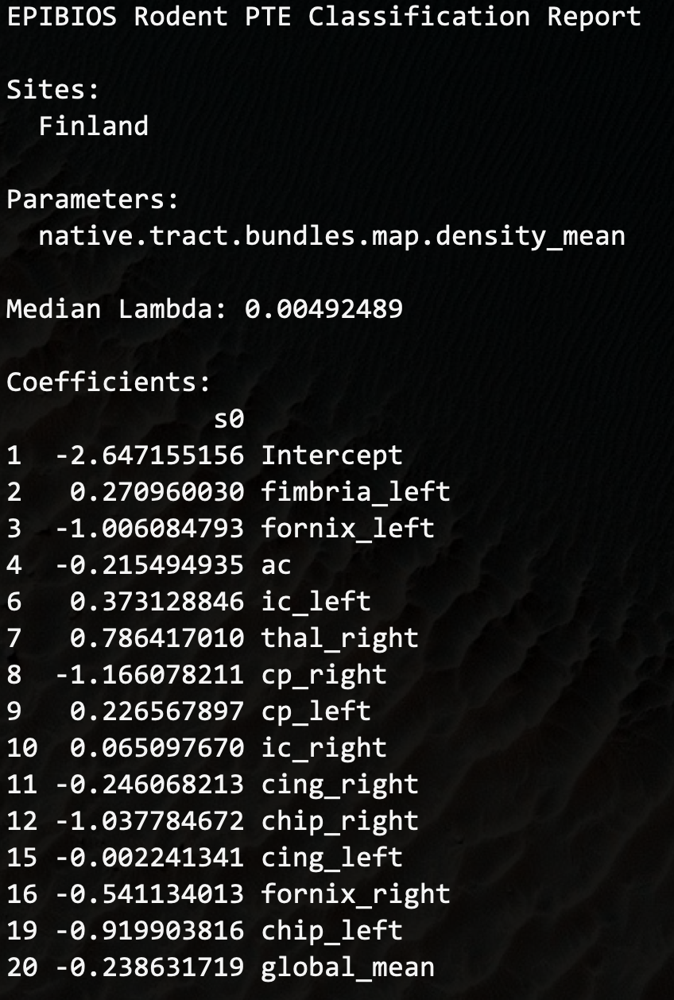 EPIBIOS Rodent PTE Classification Report
Sites:
Finland
Parameters:
native.tract.bundles.map.density_mean
Median Lambda: 0.00492489
Coefficients:
s0
1 -2.647155156 Intercept
2 0.270960030 fimbria_left
3 -1.006084793 fornix_left
4 -0.215494935 ac
6 0.373128846 ic_left
7 0.786417010 thal_right
8 -1.166078211 cp_right
9 0.226567897 cp_left
10 0.065097670 ic_right
11 -0.246068213 cing_right
12 -1.037784672 chip_right
15 -0.002241341 cing_left
16 -0.541134013 fornix_right
19 -0.919903816 chip_left
20 -0.238631719 global_mean